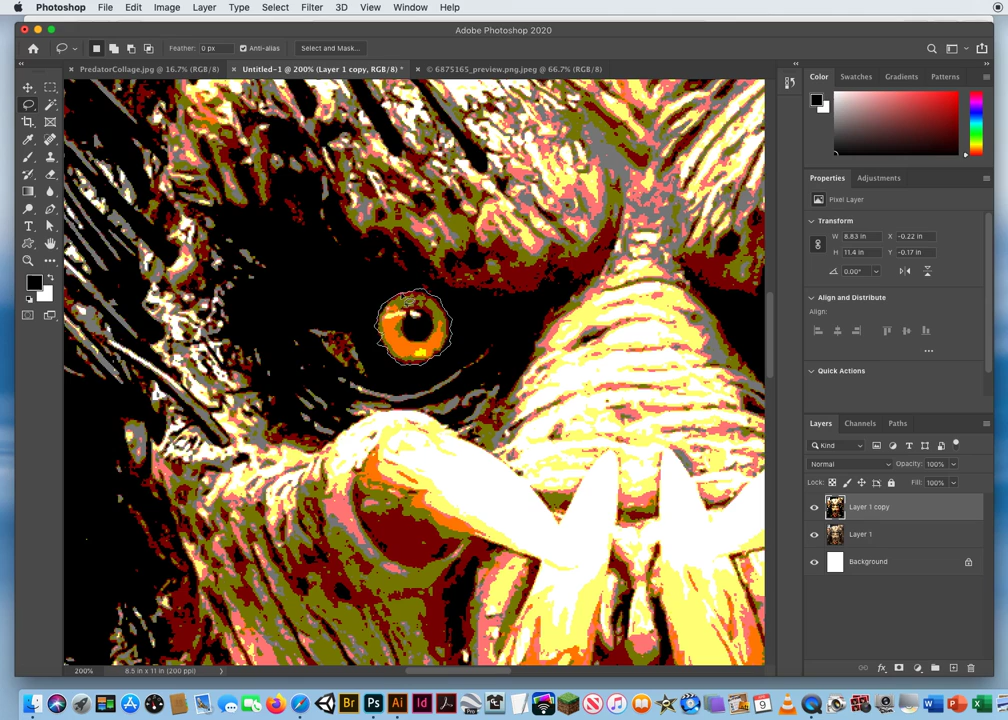 Photoshop File Edit Image Layer Type Select Filter 3D View Window Help
Adobe Photoshop 2020
Feather: 0 px Anti-alias Select and Mask...
PredatorCollage.jpg @ 16.7% (RGB/8) Untitled-1 @ 200% (Layer 1 copy, RGB/8) * © 6875165_preview.png.jpeg @ 66.7% (RGB/8)
Color Swatches Gradients Patterns
Properties Adjustments
Pixel Layer
Transform
W 8.83 in X -0.22 in
H 11.4 in Y -0.17 in
0.00°
Align and Distribute
Align:
...
Quick Actions
Layers Channels Paths
Kind
Normal Opacity: 100%
Lock: Fill: 100%
Layer 1 copy
Layer 1
Background
fx
200% 8.5 in x 11 in (200 ppi)